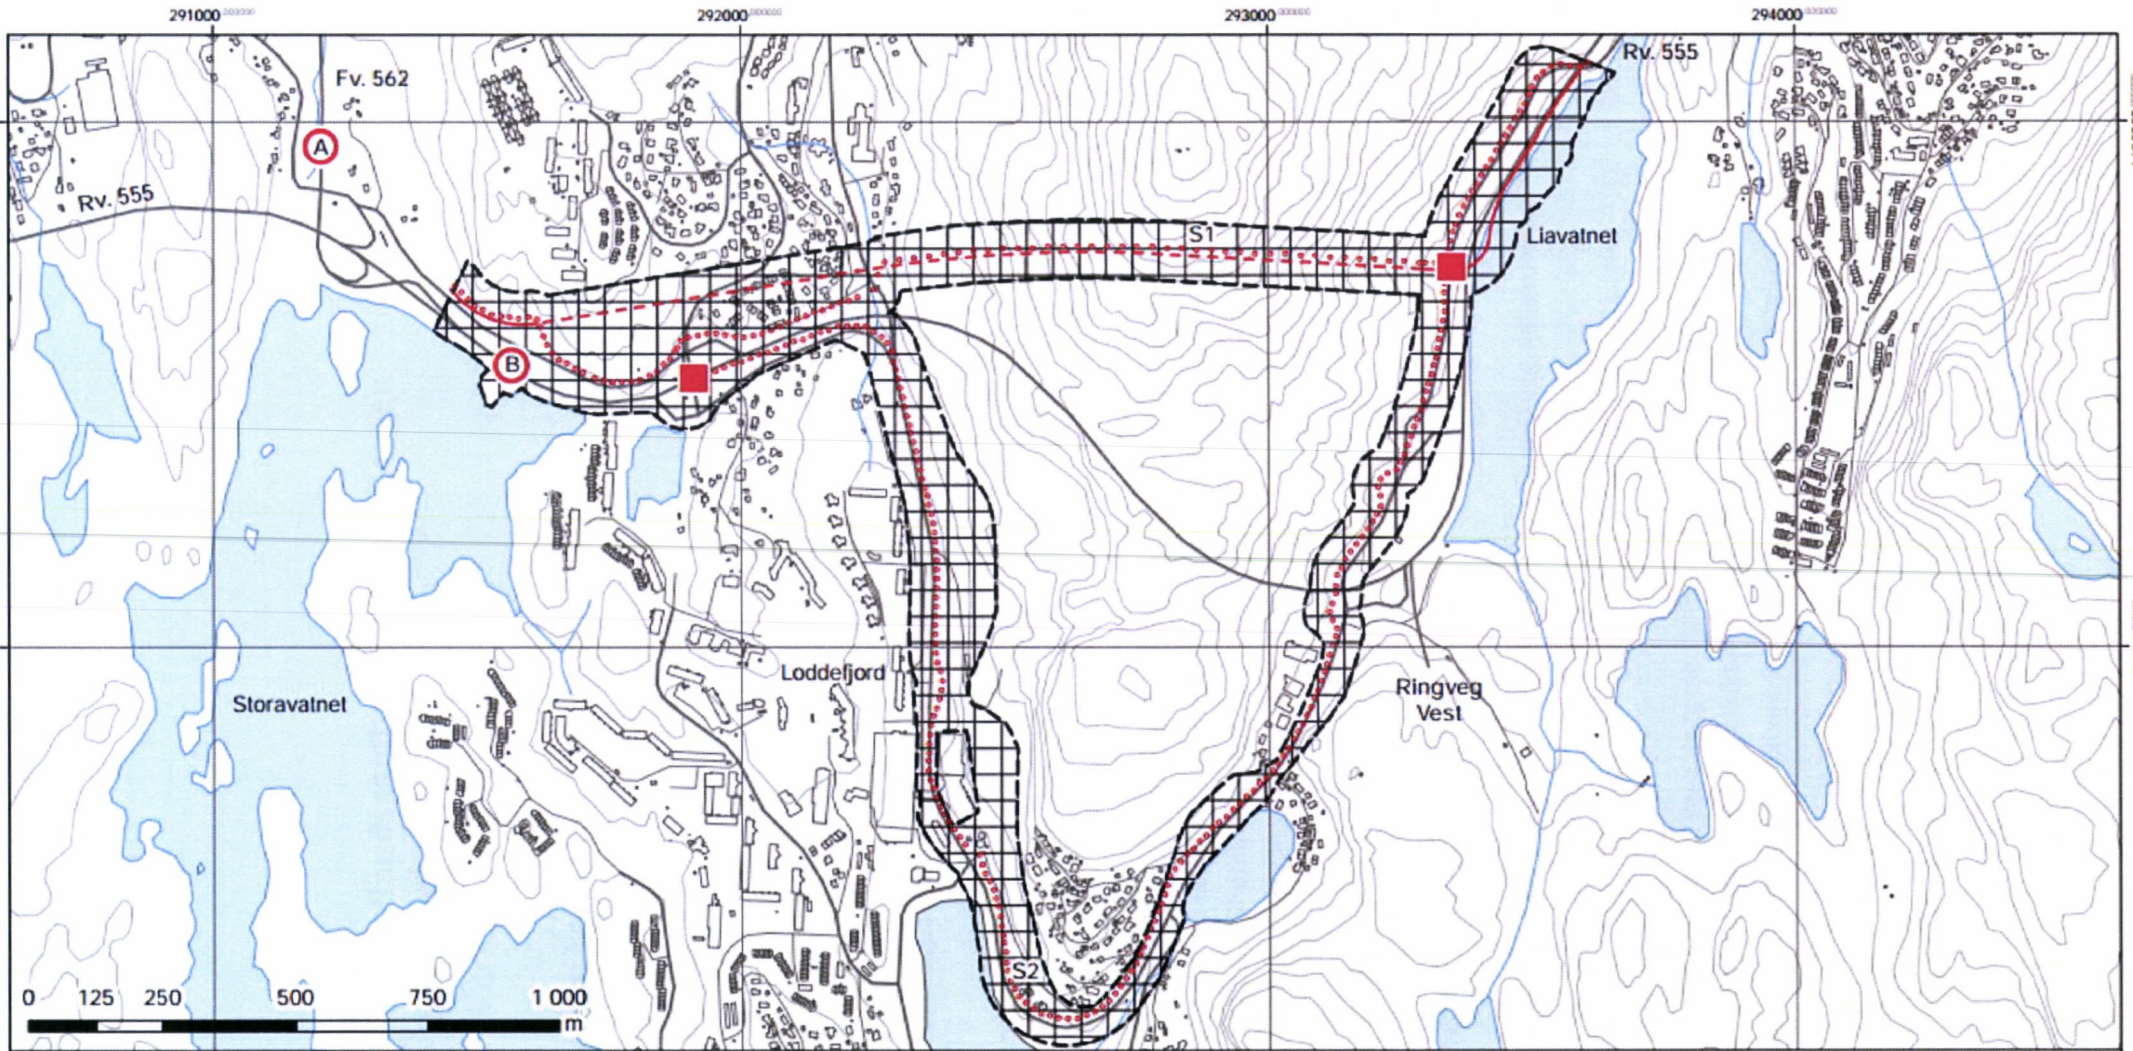 291000 292000 293000 294000
Rv. 555
Fv. 562
A
Rv. 555
S1
Liavatnet
B
Loddefjord
Storavatnet
Ringveg
Vest
S2
0 125 250 500 750 1 000
m